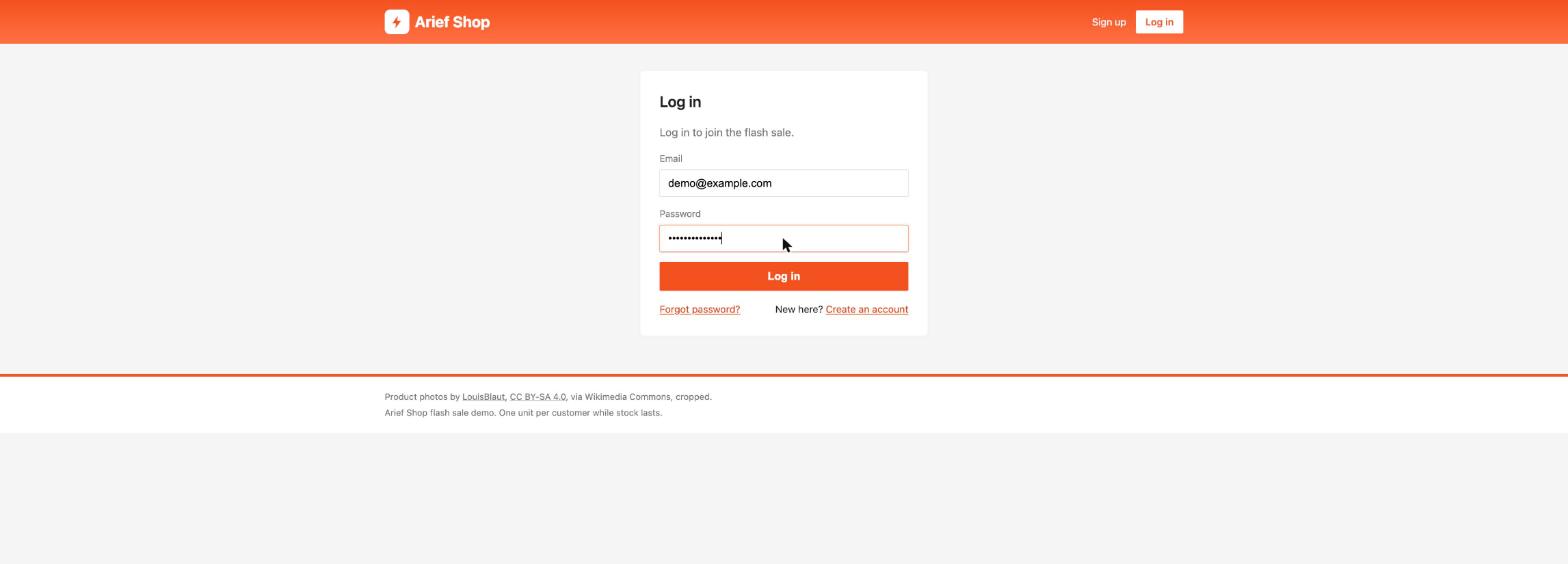 Arief Shop
Sign up
Log in
Log in
Log in to join the flash sale.
Email
demo@example.com
Password
••••••••••••••
Log in
Forgot password?
New here? Create an account
Product photos by LouisBlaut, CC BY-SA 4.0, via Wikimedia Commons, cropped.
Arief Shop flash sale demo. One unit per customer while stock lasts.